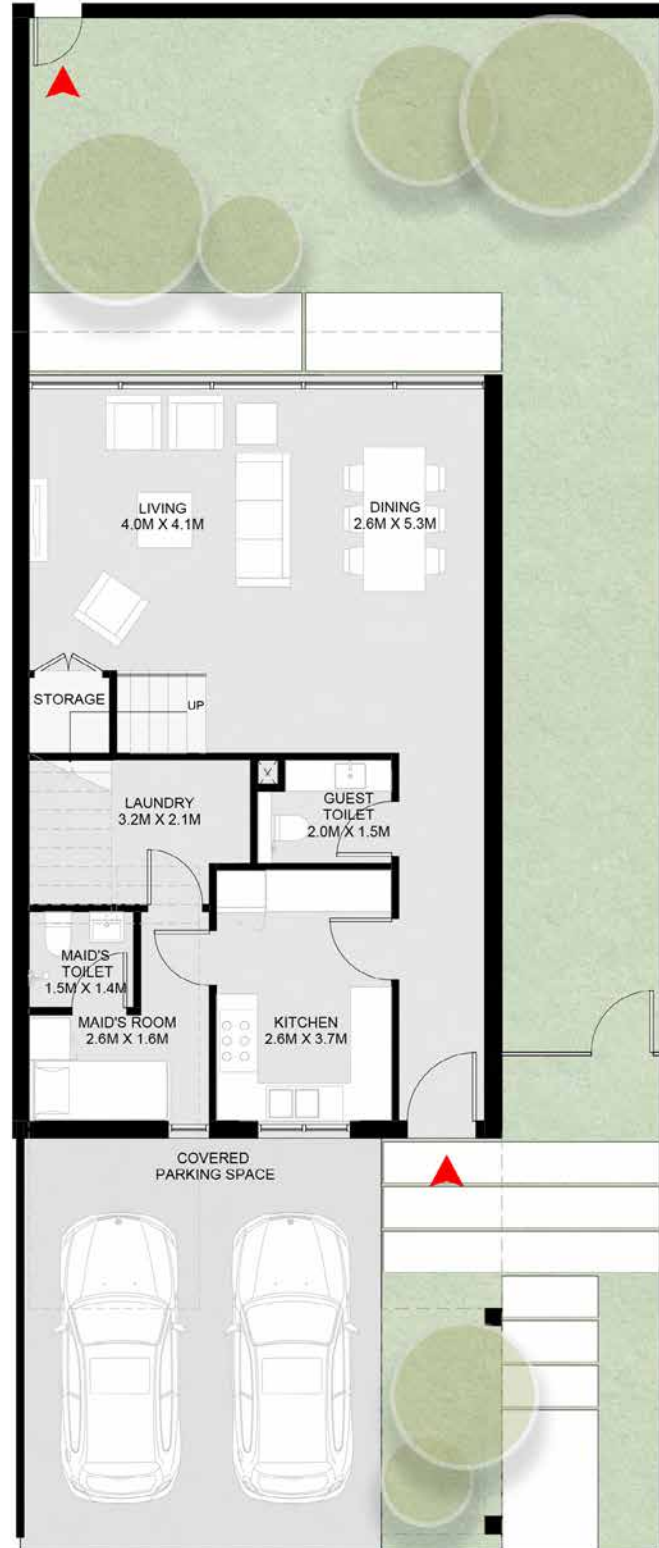 LIVING
4.0M X 4.1M
DINING
2.6M X 5.3M
STORAGE
UP
LAUNDRY
3.2M X 2.1M
GUEST
TOILET
2.0M X 1.5M
MAID'S
TOILET
1.5M X 1.4M
MAID'S ROOM
2.6M X 1.6M
KITCHEN
2.6M X 3.7M
COVERED
PARKING SPACE